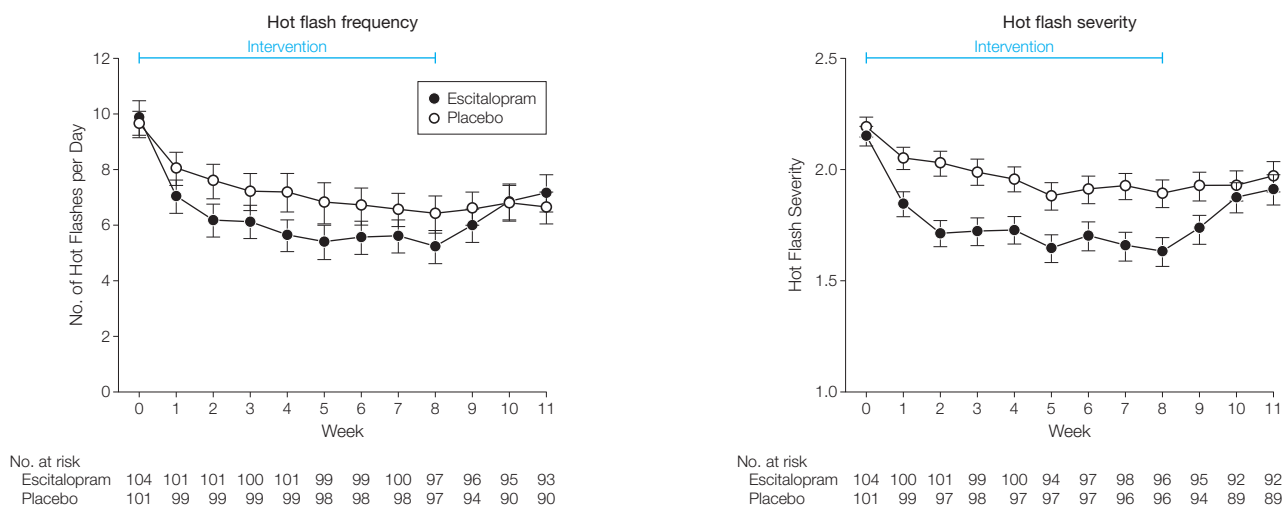 Hot flash frequency
Intervention
12
10
8
6
4
2
0
No. of Hot Flashes per Day
Escitalopram
Placebo
0 1 2 3 4 5 6 7 8 9 10 11
Week
No. at risk
Escitalopram 104 101 101 100 101 99 99 100 97 96 95 93
Placebo 101 99 99 99 99 98 98 98 97 94 90 90
Hot flash severity
Intervention
2.5
2.0
1.5
1.0
Hot Flash Severity
0 1 2 3 4 5 6 7 8 9 10 11
Week
No. at risk
Escitalopram 104 100 101 99 100 94 97 98 96 95 92 92
Placebo 101 99 97 98 97 97 97 96 96 94 89 89